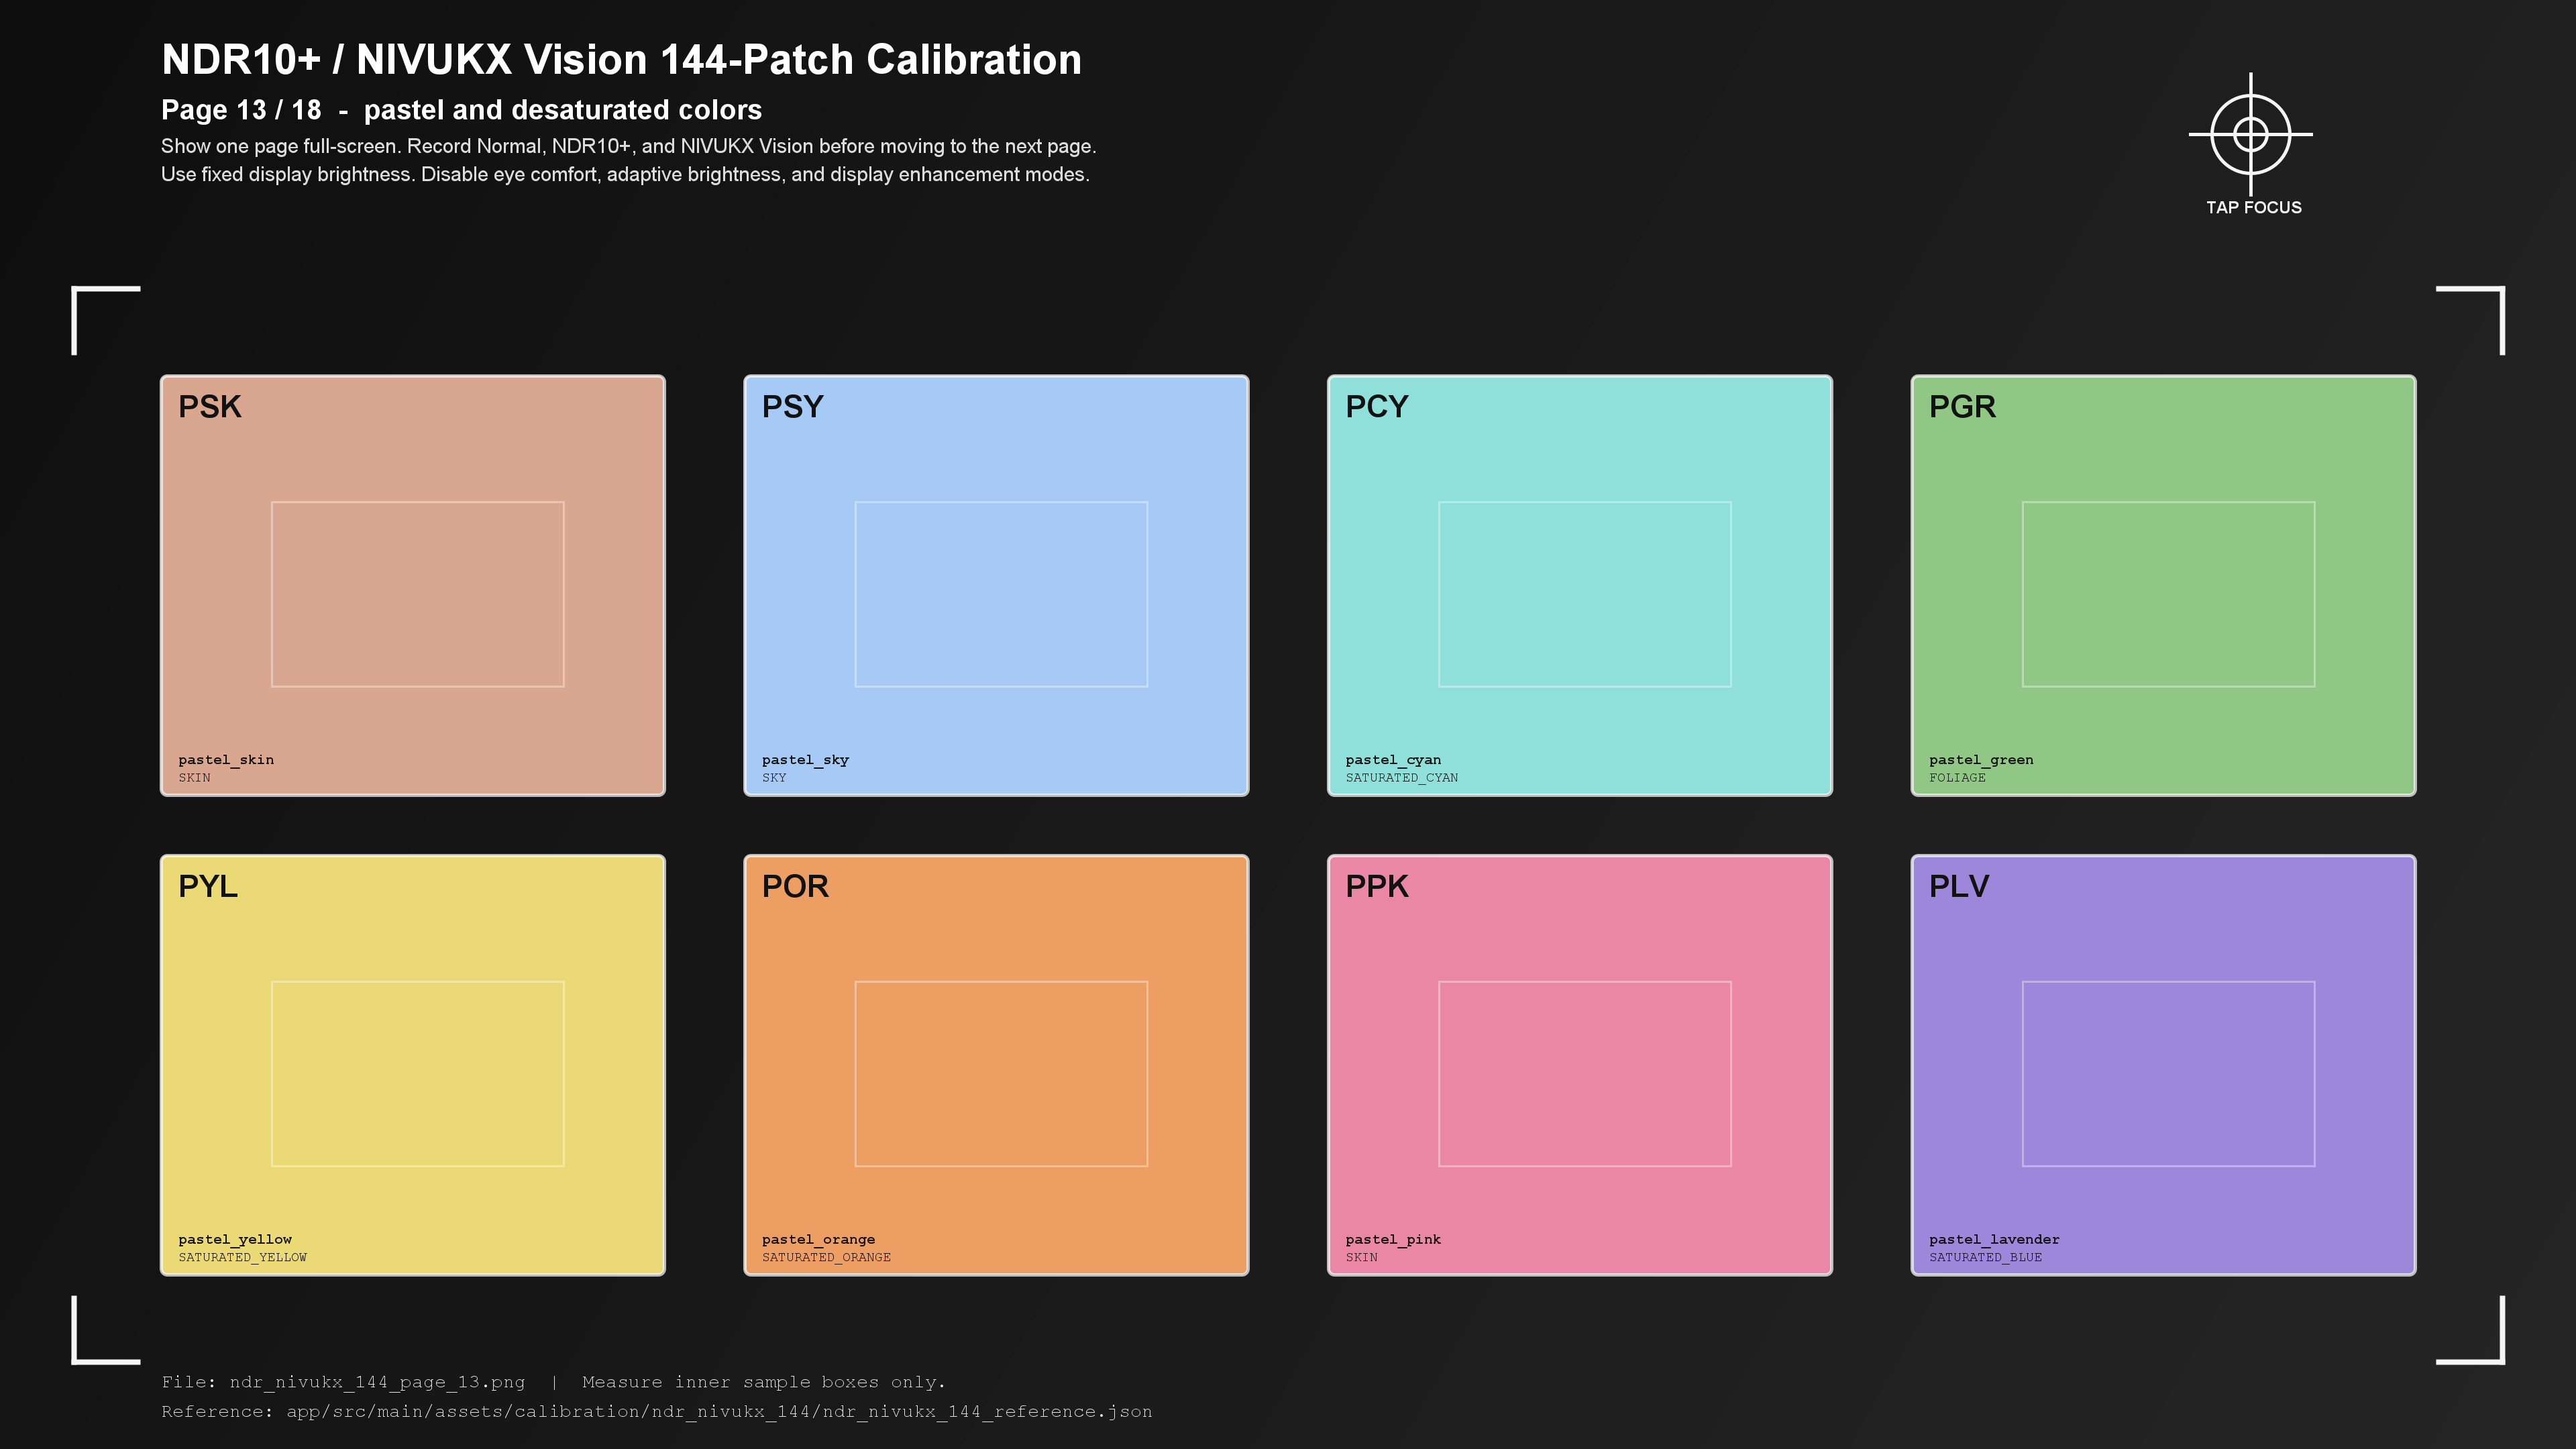 NDR10+ / NIVUKX Vision 144-Patch Calibration
Page 13 / 18 - pastel and desaturated colors
Show one page full-screen. Record Normal, NDR10+, and NIVUKX Vision before moving to the next page.
Use fixed display brightness. Disable eye comfort, adaptive brightness, and display enhancement modes.
TAP FOCUS
PSK
pastel_skin
SKIN
PSY
pastel_sky
SKY
PCY
pastel_cyan
SATURATED_CYAN
PGR
pastel_green
FOLIAGE
PYL
pastel_yellow
SATURATED_YELLOW
POR
pastel_orange
SATURATED_ORANGE
PPK
pastel_pink
SKIN
PLV
pastel_lavender
SATURATED_BLUE
File: ndr_nivukx_144_page_13.png | Measure inner sample boxes only.
Reference: app/src/main/assets/calibration/ndr_nivukx_144/ndr_nivukx_144_reference.json